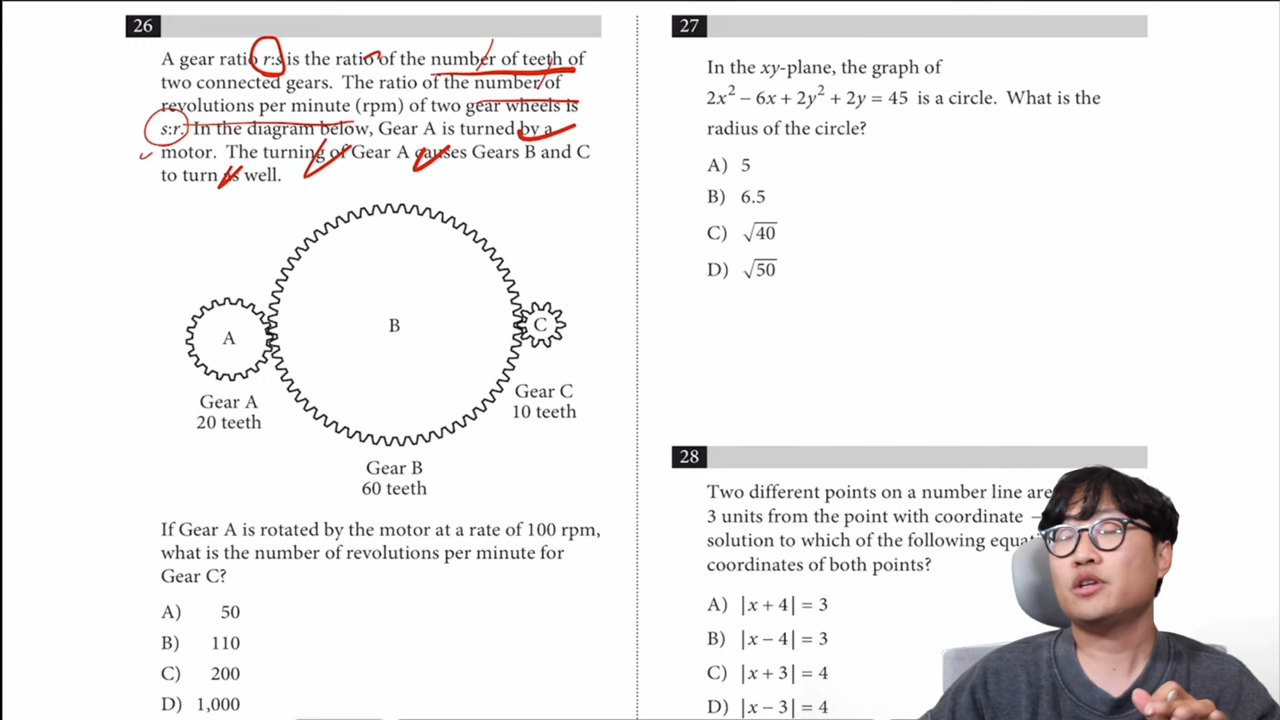 26
A gear ratio r:s is the ratio of the number of teeth of
two connected gears. The ratio of the number of
revolutions per minute (rpm) of two gear wheels is
s:r. In the diagram below, Gear A is turned by a
motor. The turning of Gear A causes Gears B and C
to turn as well.
A
B
C
Gear A
20 teeth
Gear C
10 teeth
Gear B
60 teeth
If Gear A is rotated by the motor at a rate of 100 rpm,
what is the number of revolutions per minute for
Gear C?
A) 50
B) 110
C) 200
D) 1,000
27
In the xy-plane, the graph of
2x² − 6x + 2y² + 2y = 45 is a circle. What is the
radius of the circle?
A) 5
B) 6.5
C) √40
D) √50
28
Two different points on a number line are
3 units from the point with coordinate −
solution to which of the following
coordinates of both points?
A) |x + 4| = 3
B) |x − 4| = 3
C) |x + 3| = 4
D) |x − 3| = 4